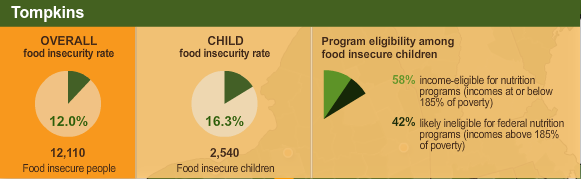 Tompkins
OVERALL
food insecurity rate
12.0%
12,110
Food insecure people
CHILD
food insecurity rate
16.3%
2,540
Food insecure children
Program eligibility among
food insecure children
58% income-eligible for nutrition
programs (incomes at or below
185% of poverty)
42% likely ineligible for federal nutrition
programs (incomes above 185%
of poverty)